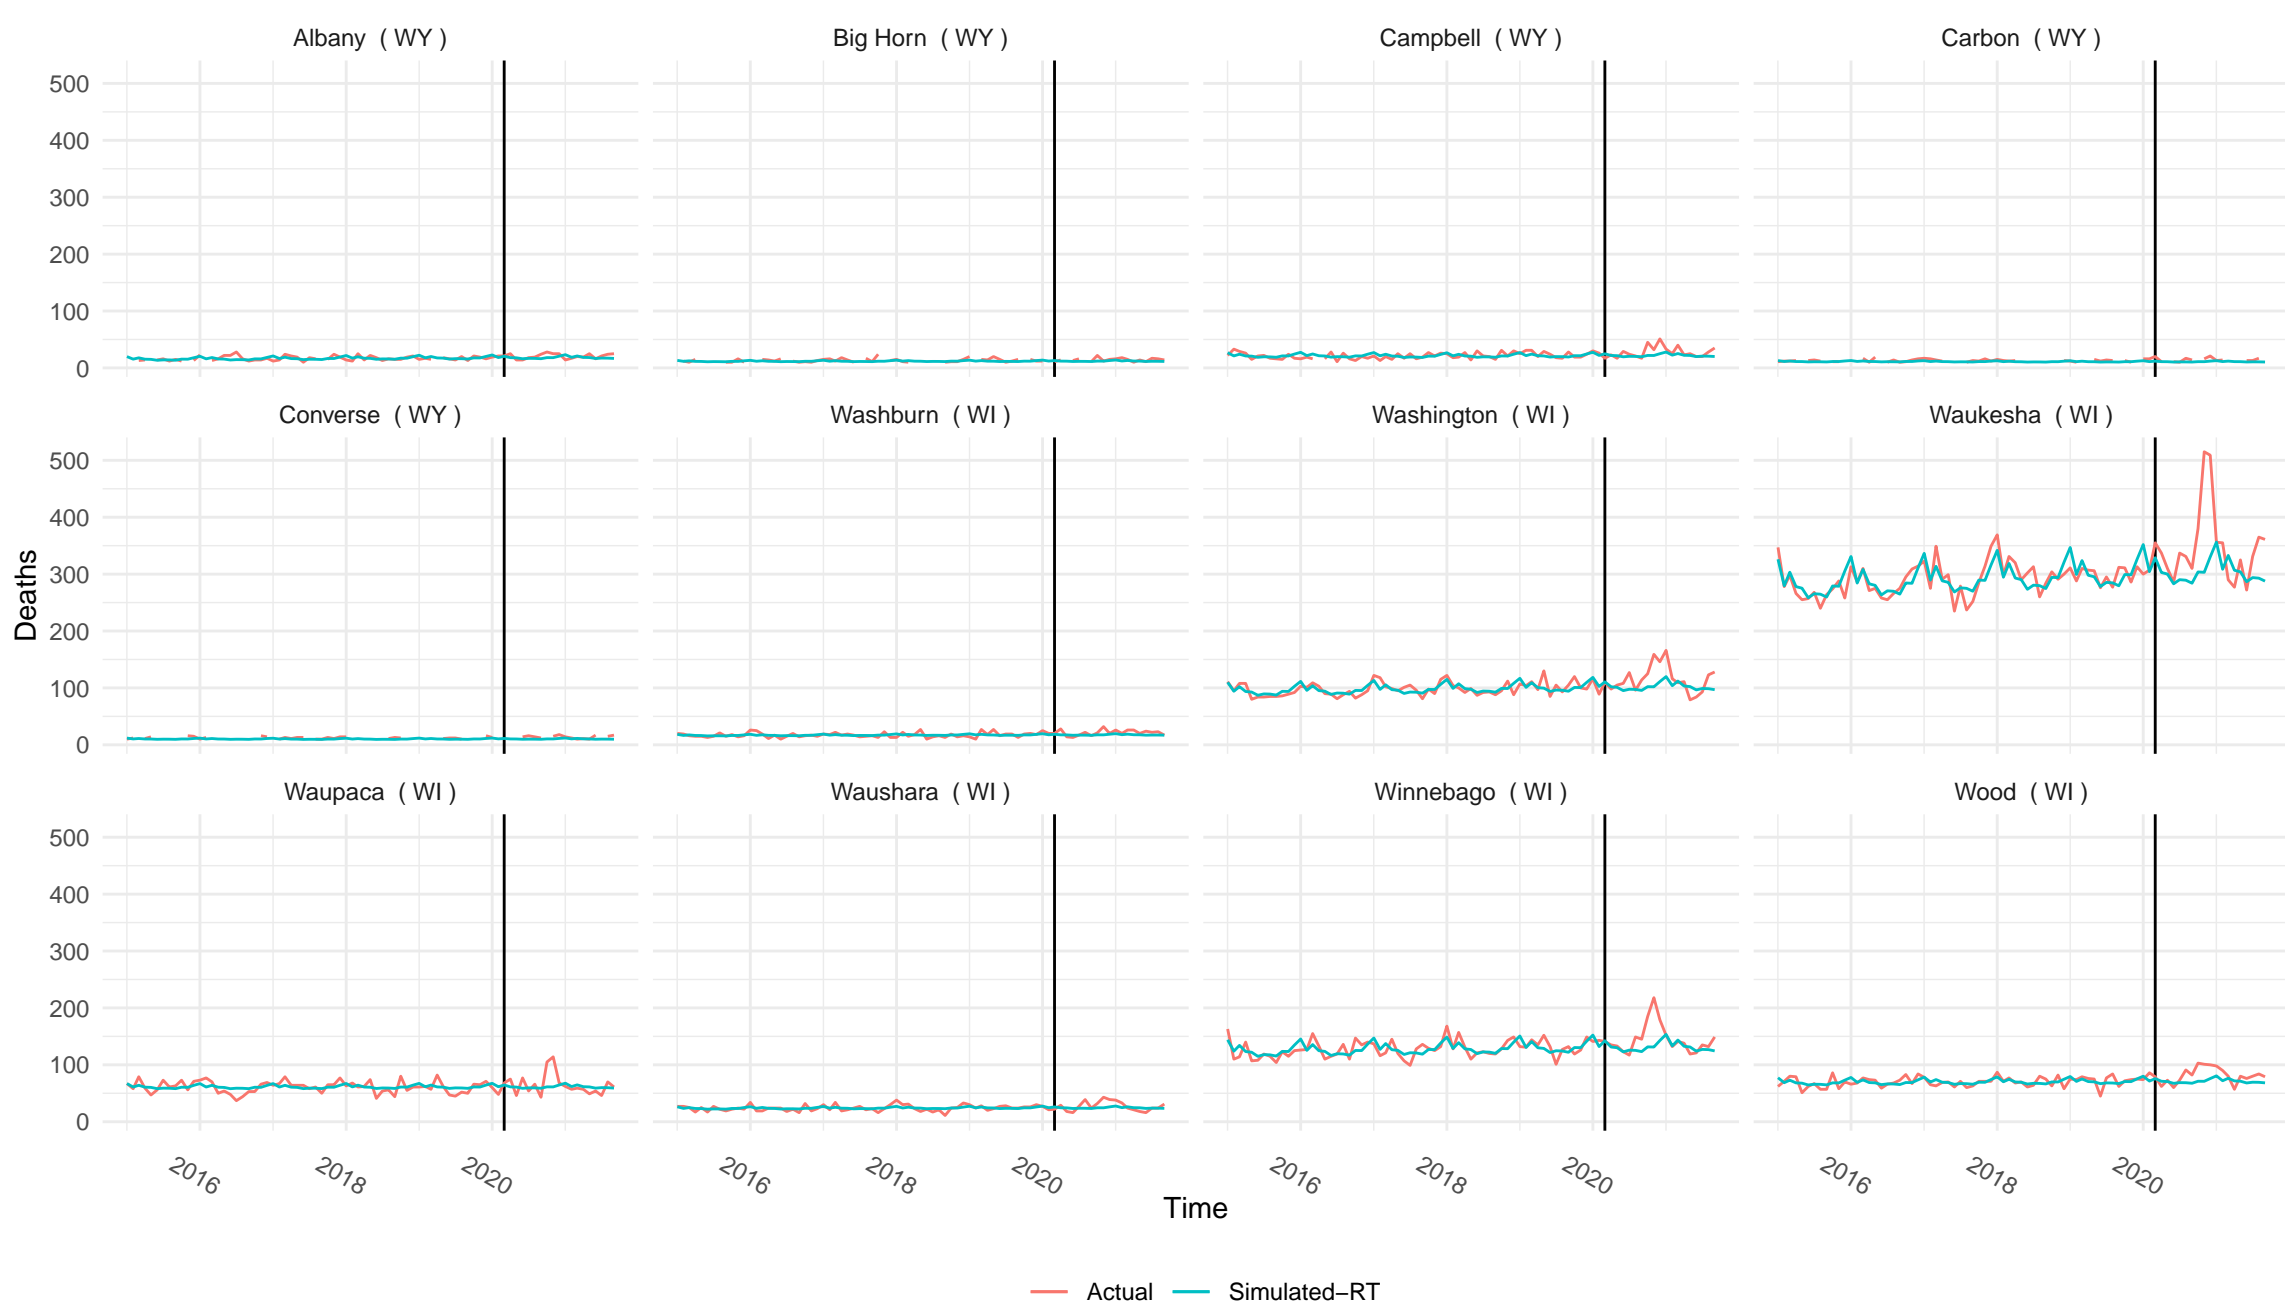 Albany ( WY )
Big Horn ( WY )
Campbell ( WY )
Carbon ( WY )
500
400
300
200
100
0
Converse ( WY )
Washburn ( WI )
Washington ( WI )
Waukesha ( WI )
500
400
300
200
100
0
Deaths
Waupaca ( WI )
Waushara ( WI )
Winnebago ( WI )
Wood ( WI )
500
400
300
200
100
0
2016 2018 2020
2016 2018 2020
2016 2018 2020
2016 2018 2020
Time
Actual Simulated−RT